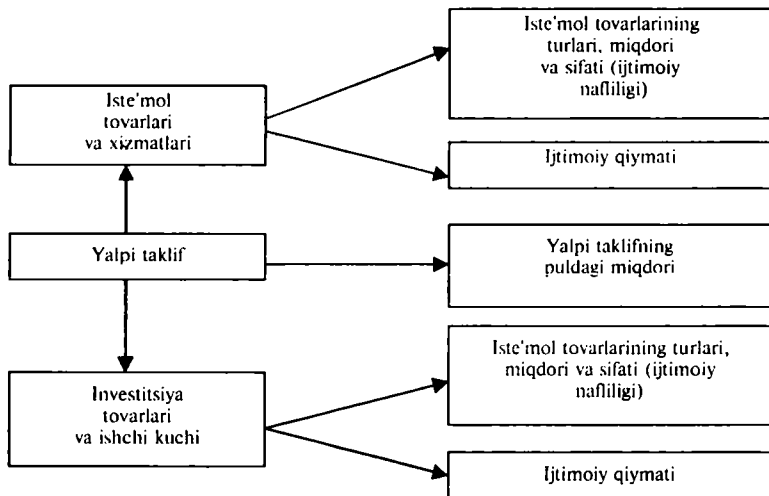 Iste'mol tovarlarining
turlari, miqdori
va sifati (ijtimoiy
nafliligi)
Iste'mol
tovarlari
va xizmatlari
Ijtimoiy qiymati
Yalpi taklif
Yalpi taklifning
puldagi miqdori
Iste'mol tovarlarining turlari,
miqdori va sifati (ijtimoiy
nafliligi)
Investitsiya
tovarlari
va ishchi kuchi
Ijtimoiy qiymati